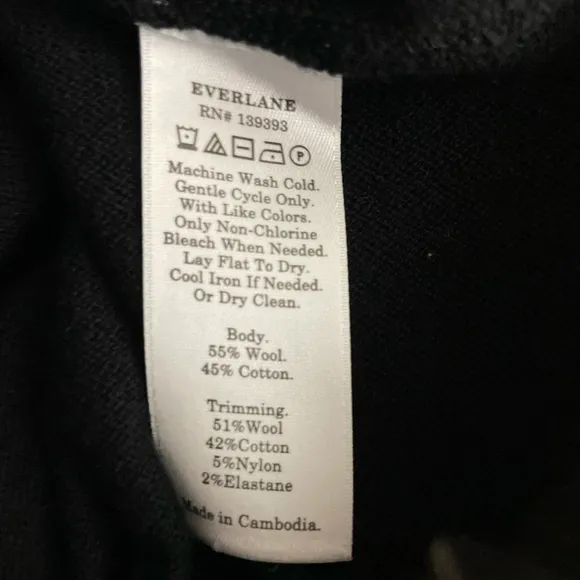 EVERLANE
RN# 139393
P
Machine Wash Cold.
Gentle Cycle Only.
With Like Colors.
Only Non-Chlorine
Bleach When Needed.
Lay Flat To Dry.
Cool Iron If Needed.
Or Dry Clean.
Body.
55% Wool.
45% Cotton.
Trimming.
51%Wool
42%Cotton
5%Nylon
2%Elastane
Made in Cambodia.